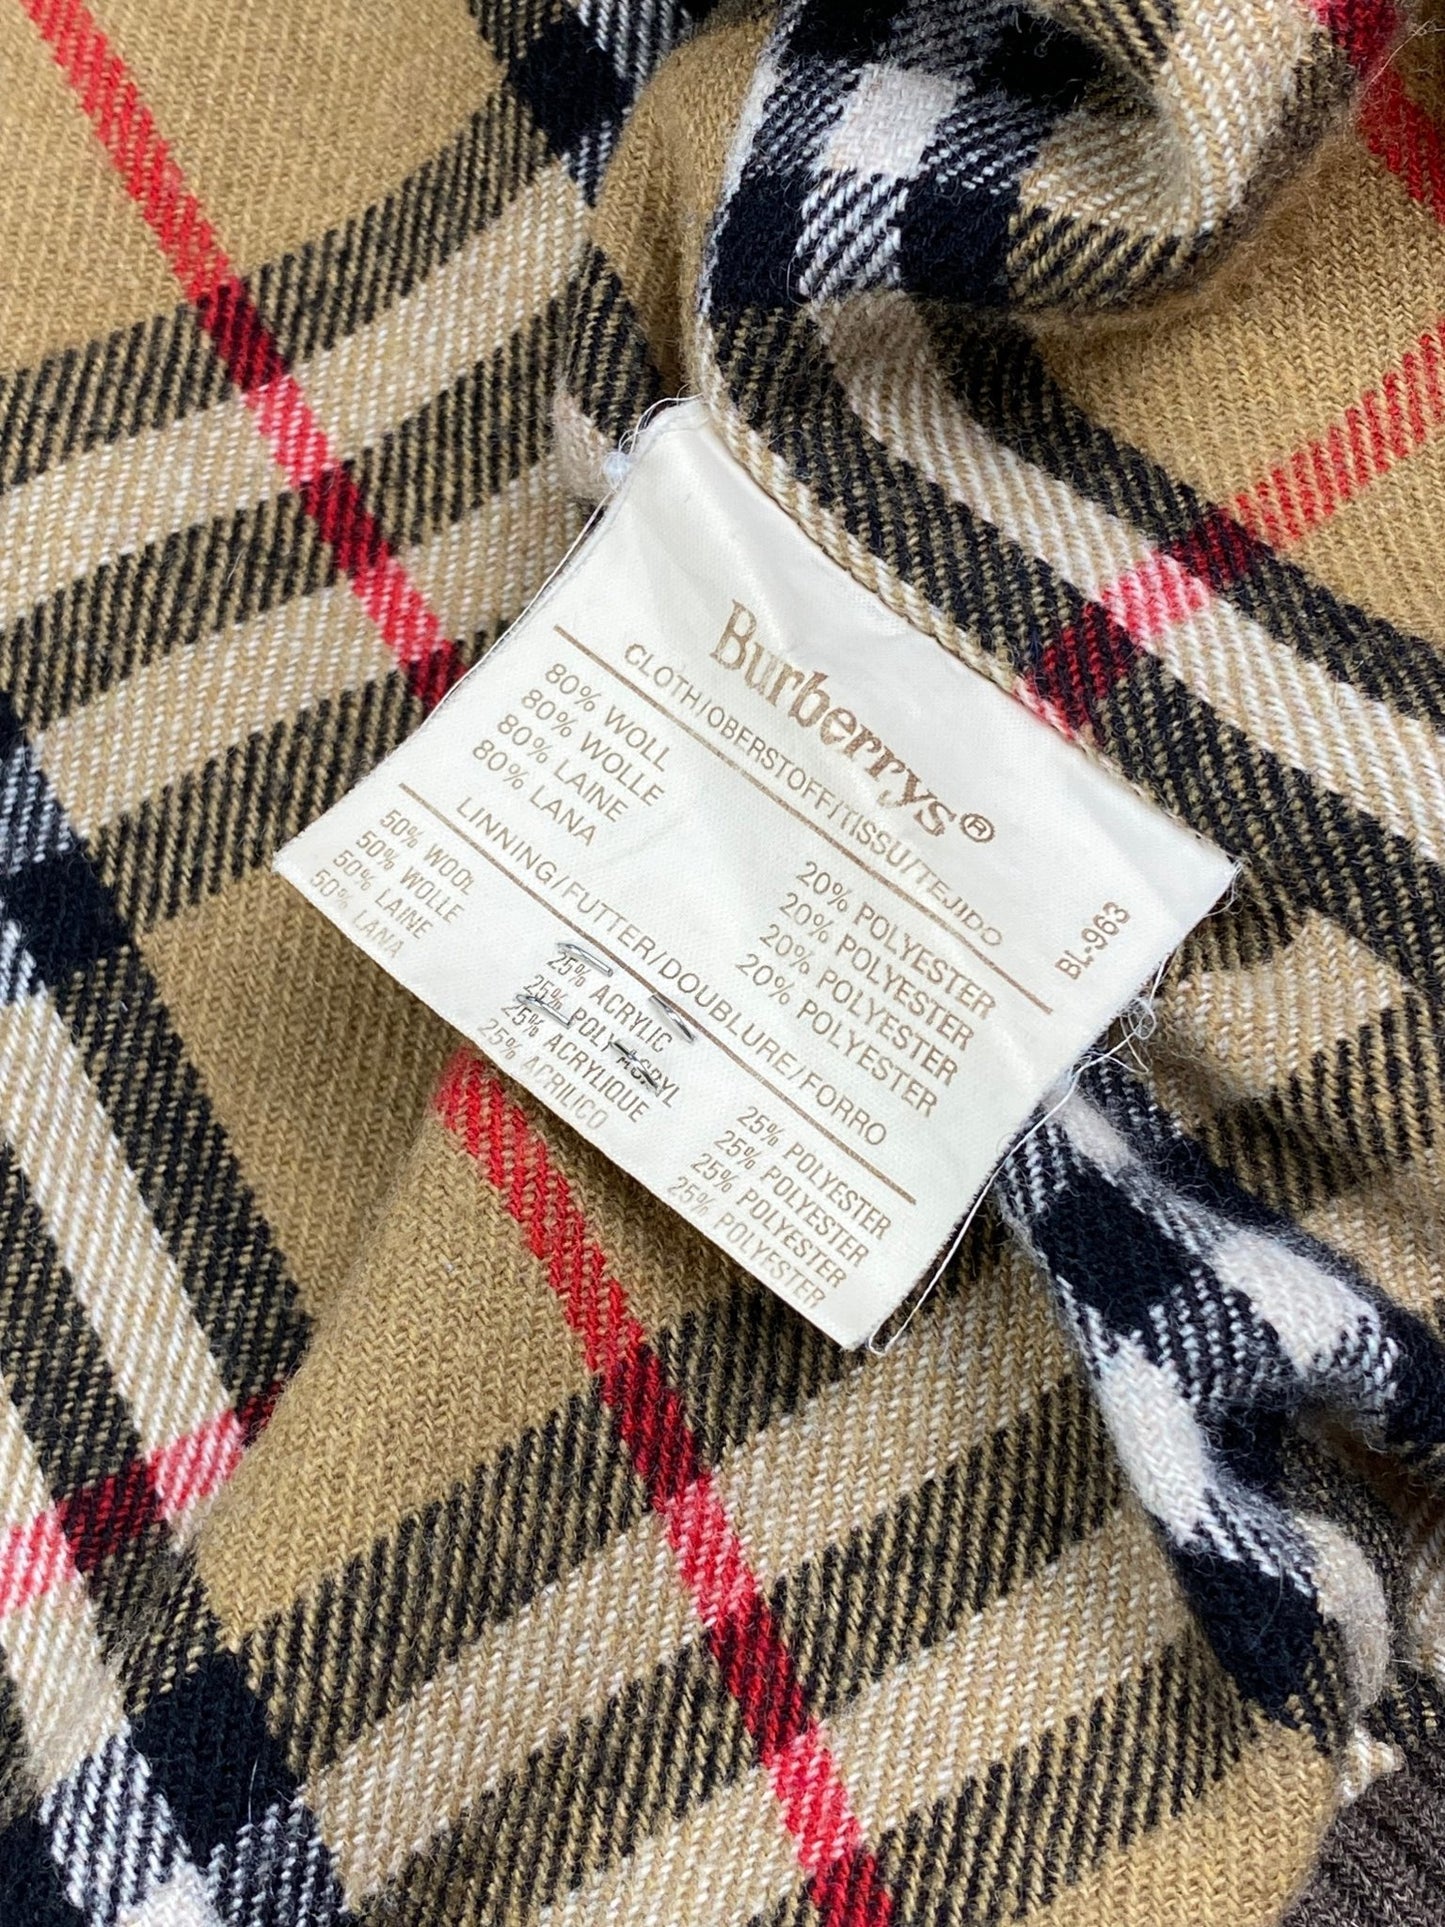 Burberrys®
CLOTH/OBERSTOFF/TISSU/TEJIDO
80% WOLL 20% POLYESTER
80% WOLLE 20% POLYESTER
80% LAINE 20% POLYESTER
80% LANA 20% POLYESTER
LINNING/FUTTER/DOUBLURE/FORRO
50% WOOL 25% ACRYLIC 25% POLYESTER
50% WOLLE 25% POLYACRYL 25% POLYESTER
50% LAINE 25% ACRYLIQUE 25% POLYESTER
50% LANA 25% ACRILICO 25% POLYESTER
BL-963